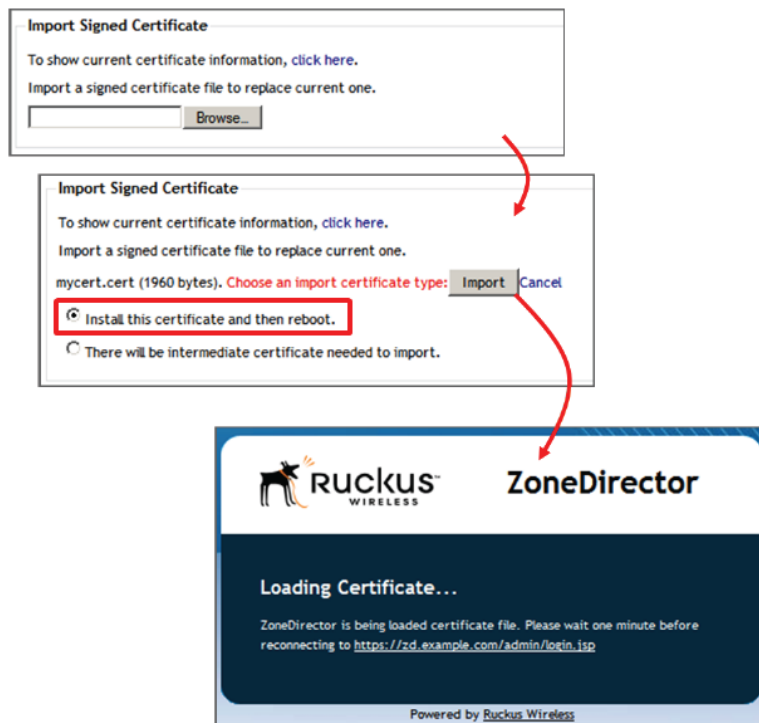 Import Signed Certificate
To show current certificate information, click here.
Import a signed certificate file to replace current one.
Browse...
Import Signed Certificate
To show current certificate information, click here.
Import a signed certificate file to replace current one.
mycert.cert (1960 bytes). Choose an import certificate type: Import Cancel
Install this certificate and then reboot.
There will be intermediate certificate needed to import.
Ruckus™ ZoneDirector
WIRELESS
Loading Certificate...
ZoneDirector is being loaded certificate file. Please wait one minute before
reconnecting to https://zd.example.com/admin/login.jsp
Powered by Ruckus Wireless